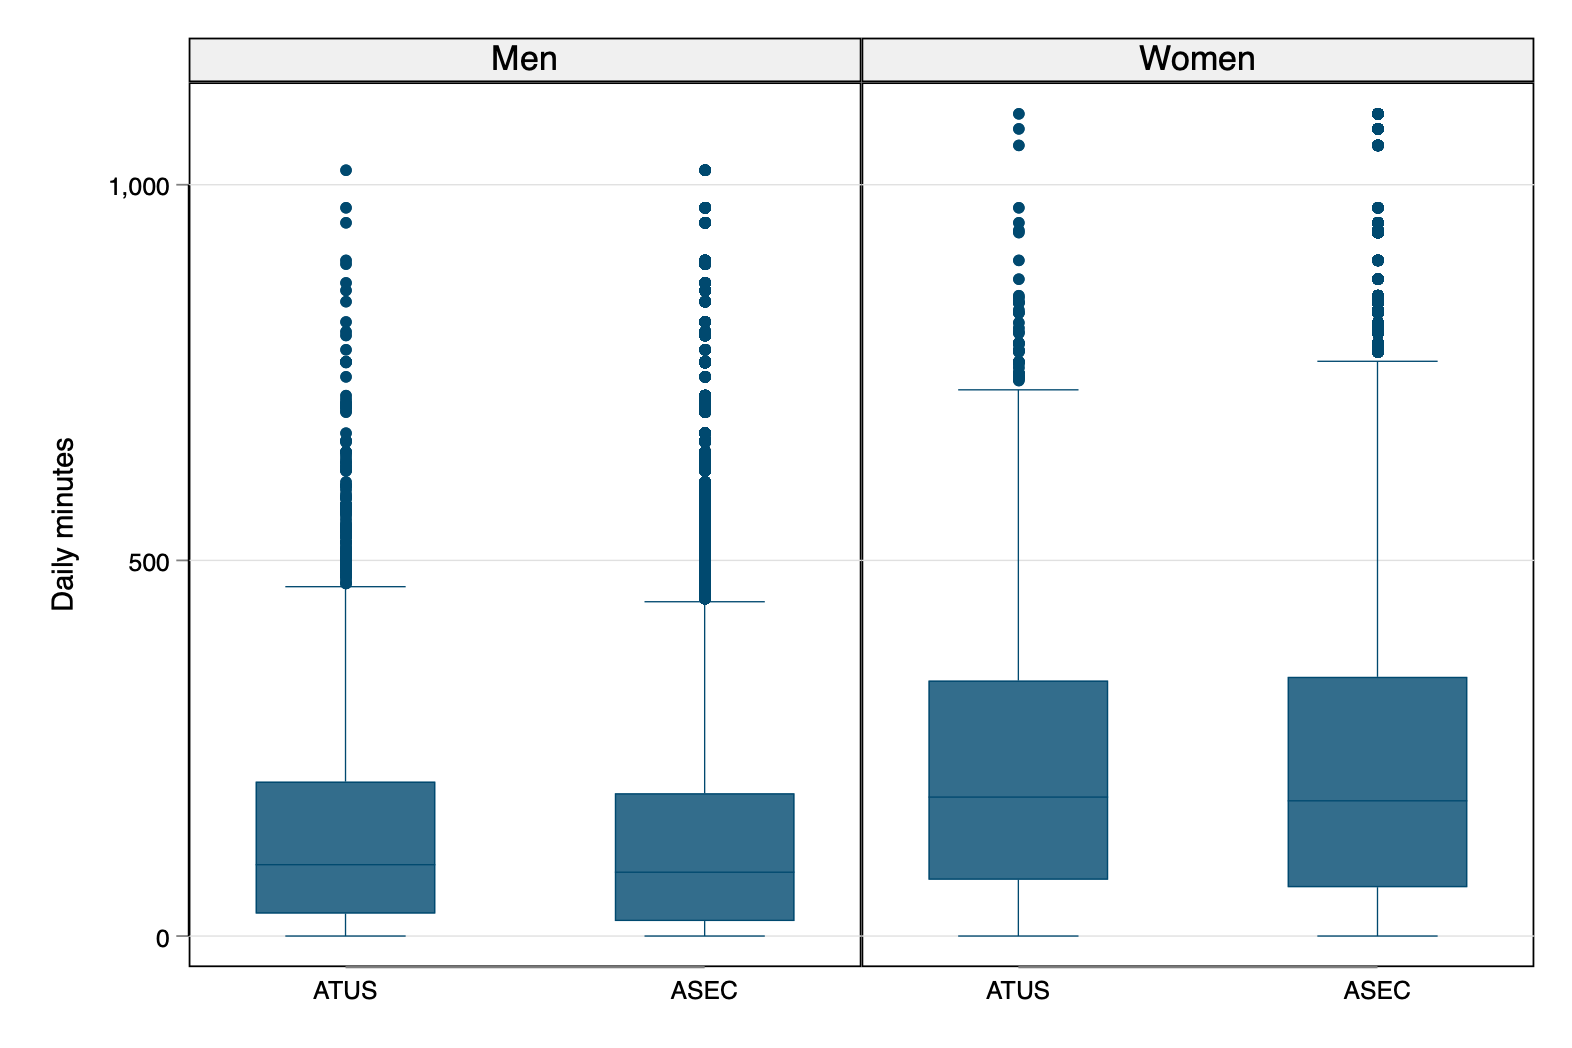 Men
Women
Daily minutes
1,000
500
0
ATUS
ASEC
ATUS
ASEC